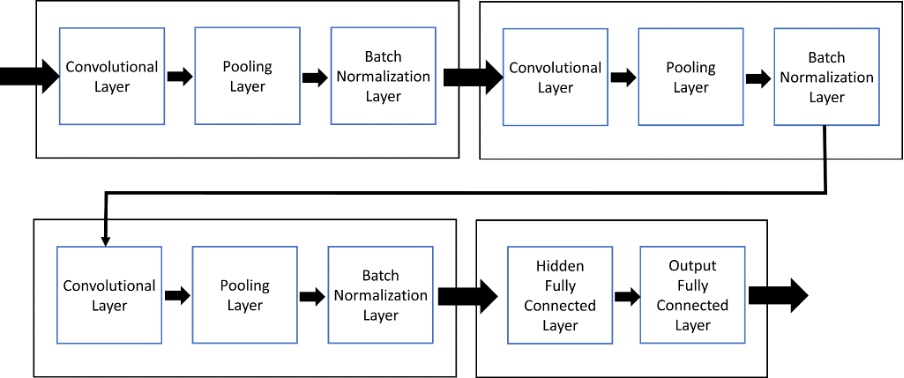 Convolutional
Layer
Pooling
Layer
Batch
Normalization
Layer
Convolutional
Layer
Pooling
Layer
Batch
Normalization
Layer
Convolutional
Layer
Pooling
Layer
Batch
Normalization
Layer
Hidden
Fully
Connected
Layer
Output
Fully
Connected
Layer